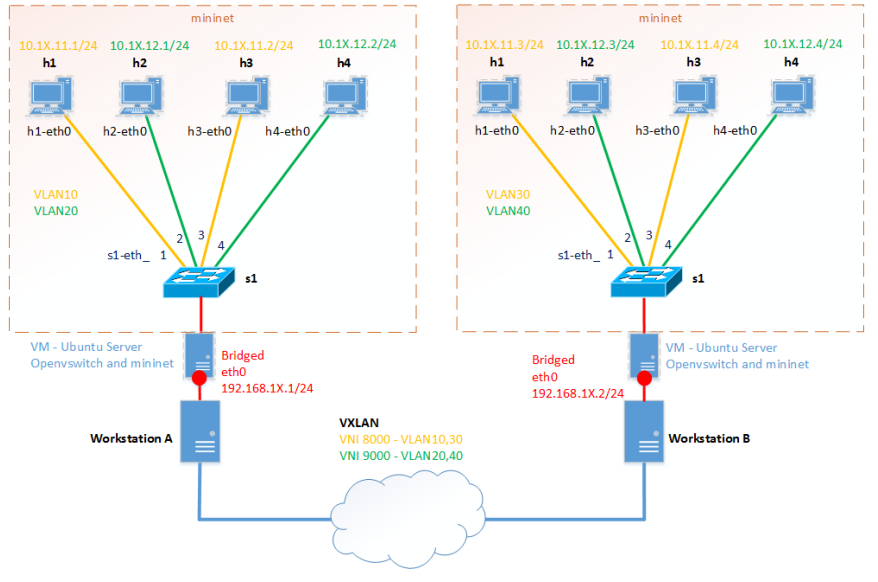 mininet
10.1X.11.1/24
10.1X.12.1/24
10.1X.11.2/24
10.1X.12.2/24
h1
h2
h3
h4
h1-eth0
h2-eth0
h3-eth0
h4-eth0
VLAN10
VLAN20
s1-eth_
1
2
3
4
s1
VM - Ubuntu Server
Openvswitch and mininet
Bridged
eth0
192.168.1X.1/24
Workstation A
mininet
10.1X.11.3/24
10.1X.12.3/24
10.1X.11.4/24
10.1X.12.4/24
h1
h2
h3
h4
h1-eth0
h2-eth0
h3-eth0
h4-eth0
VLAN30
VLAN40
s1-eth_
1
2
3
4
s1
Bridged
eth0
192.168.1X.2/24
VM - Ubuntu Server
Openvswitch and mininet
Workstation B
VXLAN
VNI 8000 - VLAN10,30
VNI 9000 - VLAN20,40